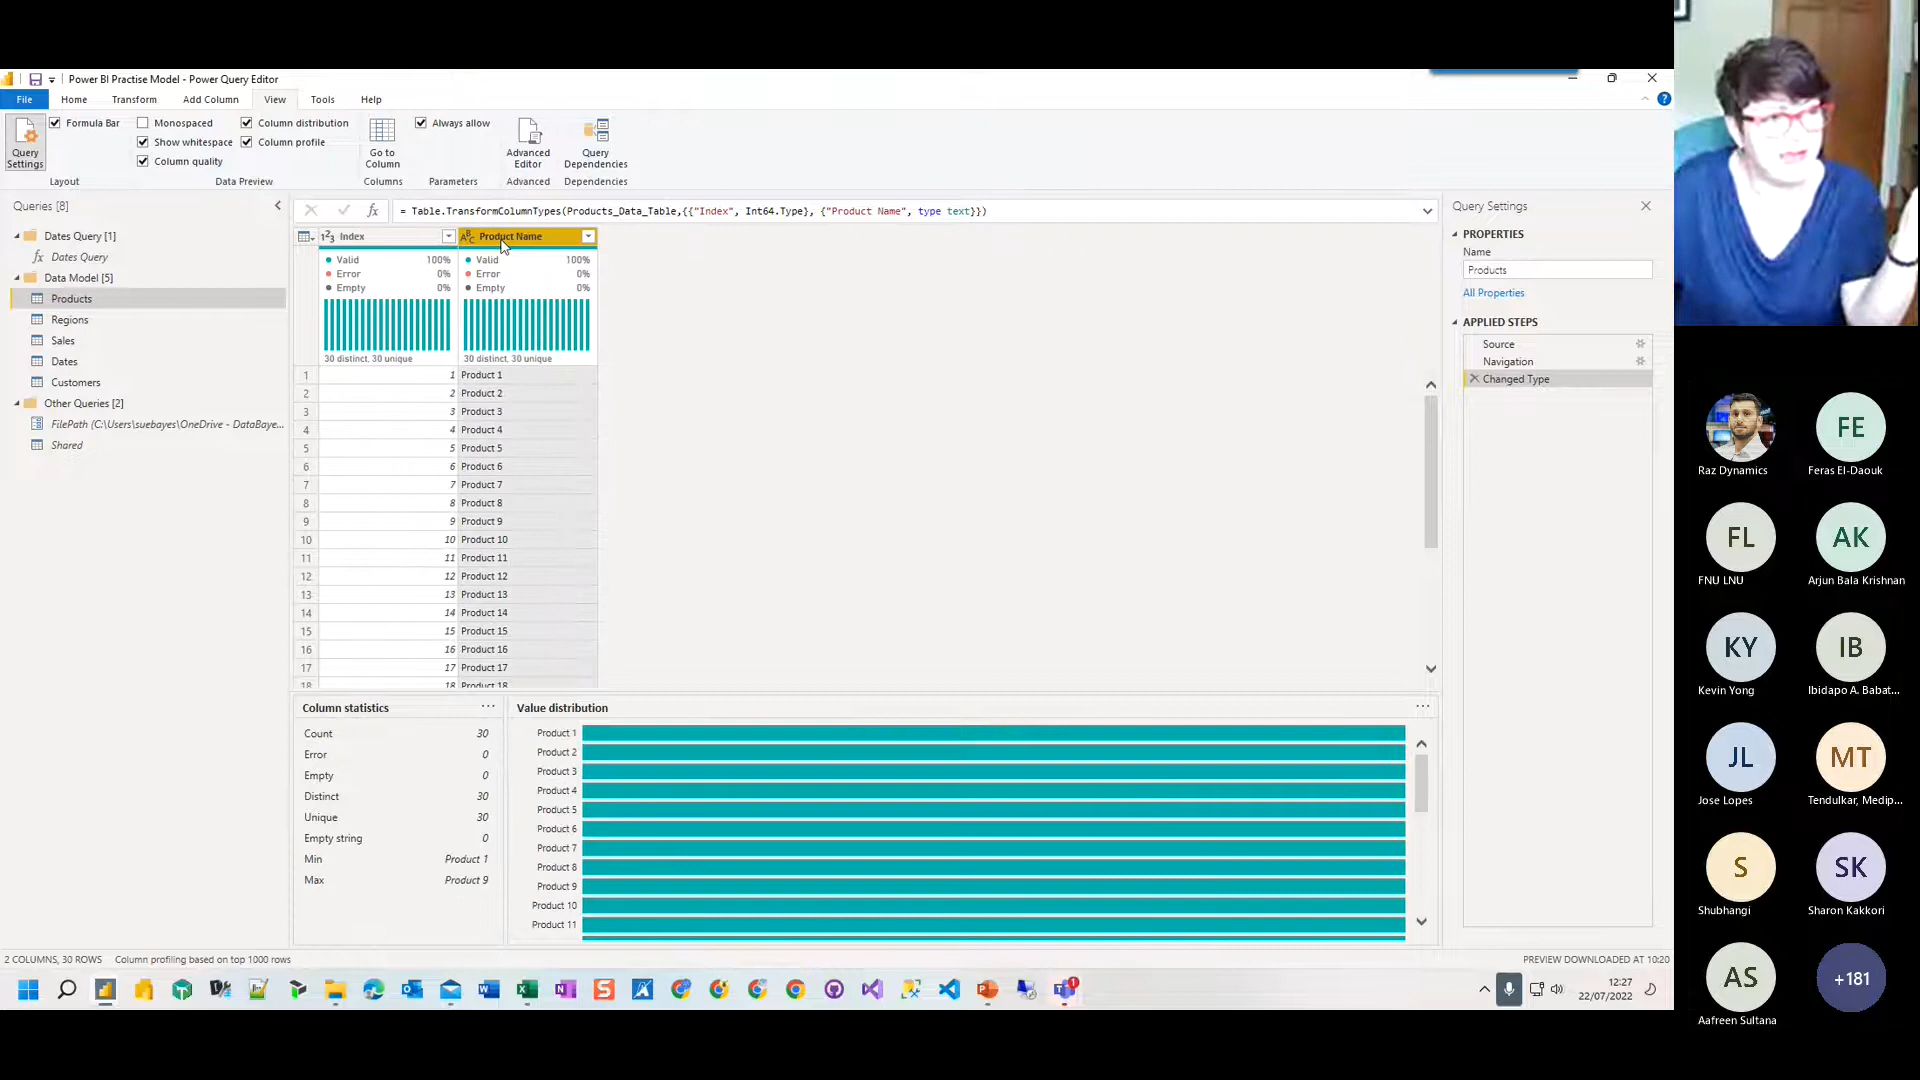 Power BI Practise Model - Power Query Editor
File Home Transform Add Column View Tools Help
Query Settings
Formula Bar
Layout
Monospaced
Show whitespace
Column quality
Column distribution
Column profile
Data Preview
Go to Column
Columns
Always allow
Parameters
Advanced Editor
Advanced
Query Dependencies
Dependencies
Queries [8]
Dates Query [1]
fx Dates Query
Data Model [5]
Products
Regions
Sales
Dates
Customers
Other Queries [2]
FilePath (C:\Users\suebayes\OneDrive - DataBaye...
Shared
fx = Table.TransformColumnTypes(Products_Data_Table,{{"Index", Int64.Type}, {"Product Name", type text}})
123 Index ABC Product Name
Valid 100% Valid 100%
Error 0% Error 0%
Empty 0% Empty 0%
30 distinct, 30 unique 30 distinct, 30 unique
1 1 Product 1
2 2 Product 2
3 3 Product 3
4 4 Product 4
5 5 Product 5
6 6 Product 6
7 7 Product 7
8 8 Product 8
9 9 Product 9
10 10 Product 10
11 11 Product 11
12 12 Product 12
13 13 Product 13
14 14 Product 14
15 15 Product 15
16 16 Product 16
17 17 Product 17
18 18 Product 18
Column statistics
Count 30
Error 0
Empty 0
Distinct 30
Unique 30
Empty string 0
Min Product 1
Max Product 9
Value distribution
Product 1
Product 2
Product 3
Product 4
Product 5
Product 6
Product 7
Product 8
Product 9
Product 10
Product 11
Query Settings
PROPERTIES
Name
Products
All Properties
APPLIED STEPS
Source
Navigation
Changed Type
2 COLUMNS, 30 ROWS Column profiling based on top 1000 rows
PREVIEW DOWNLOADED AT 10:20
12:27
22/07/2022
Raz Dynamics
FE
Feras El-Daouk
FL
FNU LNU
AK
Arjun Bala Krishnan
KY
Kevin Yong
IB
Ibidapo A. Babat...
JL
Jose Lopes
MT
Tendulkar, Medip...
S
Shubhangi
SK
Sharon Kakkori
AS
Aafreen Sultana
+181